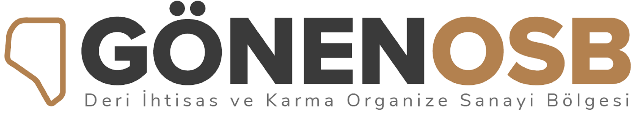 GÖNENOSB
Deri İhtisas ve Karma Organize Sanayi Bölgesi